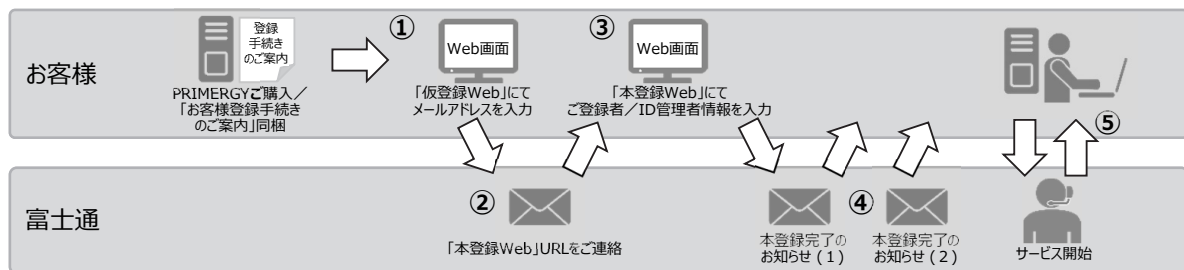 お客様
登録
手続き
のご案内
PRIMERGYご購入／
「お客様登録手続き
のご案内」同梱
①
Web画面
「仮登録Web」にて
メールアドレスを入力
③
Web画面
「本登録Web」にて
ご登録者／ID管理者情報を入力
⑤
富士通
②
「本登録Web」URLをご連絡
④
本登録完了の
お知らせ(1)
本登録完了の
お知らせ(2)
サービス開始